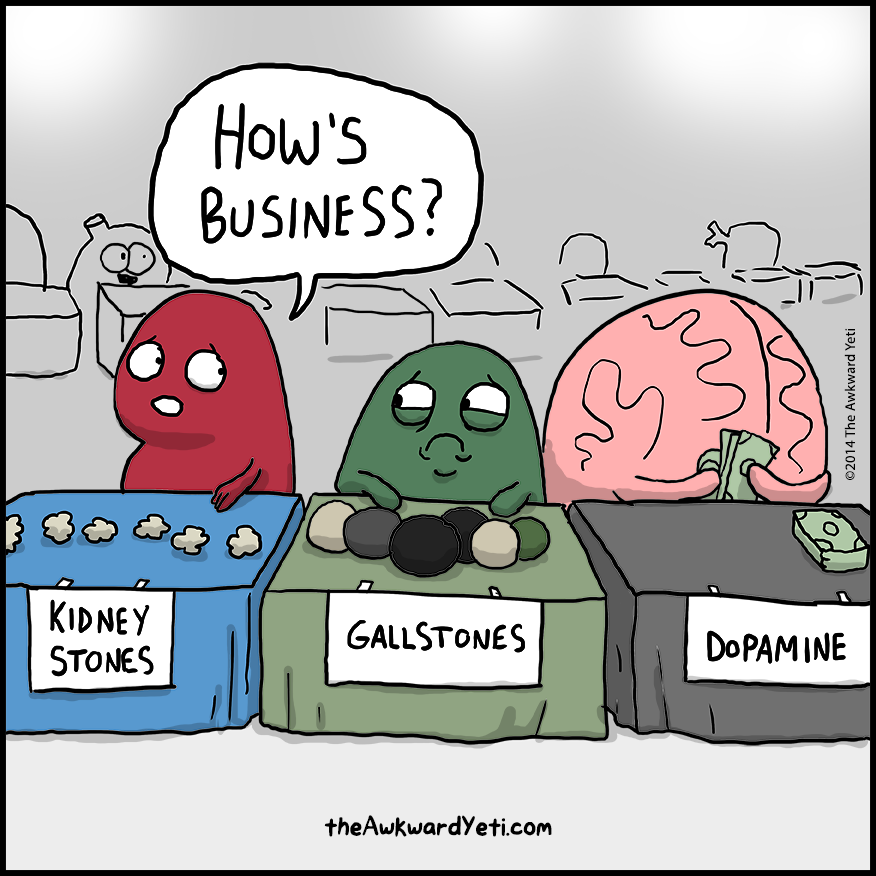 HOW'S
BUSINESS?
KIDNEY
STONES
GALLSTONES
DOPAMINE
©2014 The Awkward Yeti
theAwkwardYeti.com